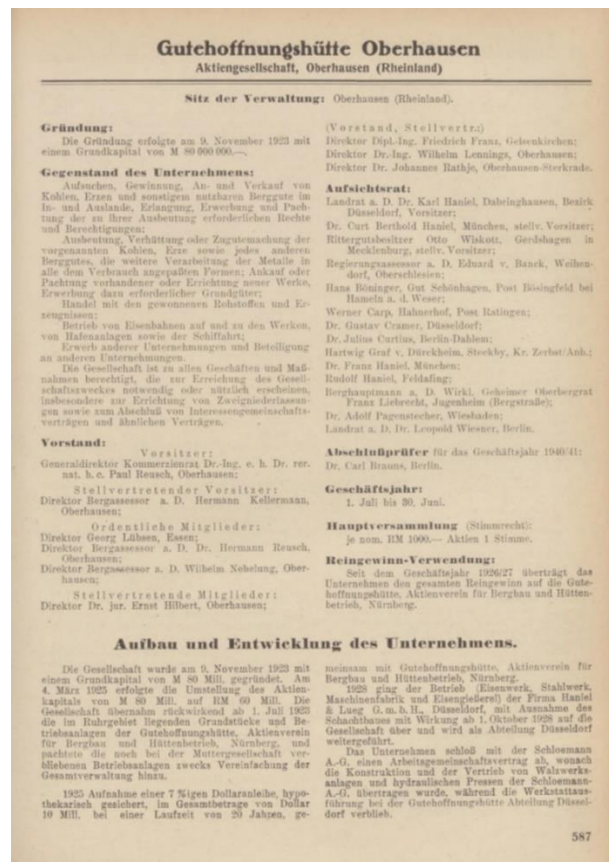 Gutehoffnungshütte Oberhausen
Aktiengesellschaft, Oberhausen (Rheinland)
Sitz der Verwaltung: Oberhausen (Rheinland).
Gründung:
Die Gründung erfolgte am 9. November 1923 mit
einem Grundkapital von M 80 000 000.—.
Gegenstand des Unternehmens:
Aufsuchen, Gewinnung, An- und Verkauf von
Kohlen, Erzen und sonstigem nutzbaren Berggute im
In- und Auslande, Erlangung, Erwerbung und Pach-
tung der zu ihrer Ausbeutung erforderlichen Rechte
und Berechtigungen;
Ausbeutung, Verhüttung oder Zugutemachung der
vorgenannten Kohlen, Erze sowie jedes anderen
Berggutes, die weitere Verarbeitung der Metalle in
alle dem Verbrauch angepaßten Formen; Ankauf oder
Pachtung vorhandener oder Errichtung neuer Werke,
Erwerbung dazu erforderlicher Grundgüter;
Handel mit den gewonnenen Rohstoffen und Er-
zeugnissen;
Betrieb von Eisenbahnen auf und zu den Werken,
von Hafenanlagen sowie der Schiffahrt;
Erwerb anderer Unternehmungen und Beteiligung
an anderen Unternehmungen.
Die Gesellschaft ist zu allen Geschäften und Maß-
nahmen berechtigt, die zur Erreichung des Gesell-
schaftszweckes notwendig oder nützlich erscheinen,
insbesondere zur Errichtung von Zweigniederlassun-
gen sowie zum Abschluß von Interessengemeinschafts-
verträgen und ähnlichen Verträgen.
Vorstand:
Vorsitzer:
Generaldirektor Kommerzienrat Dr.-Ing. e. h. Dr. rer.
nat. h. c. Paul Reusch, Oberhausen;
Stellvertretender Vorsitzer:
Direktor Bergassessor a. D. Hermann Kellermann,
Oberhausen;
Ordentliche Mitglieder:
Direktor Georg Lübsen, Essen;
Direktor Bergassessor a. D. Dr. Hermann Reusch,
Oberhausen;
Direktor Bergassessor a. D. Wilhelm Nebelung, Ober-
hausen;
Stellvertretende Mitglieder:
Direktor Dr. jur. Ernst Hilbert, Oberhausen;
(Vorstand, Stellvertr.:)
Direktor Dipl.-Ing. Friedrich Franz, Gelsenkirchen;
Direktor Dr.-Ing. Wilhelm Lennings, Oberhausen;
Direktor Dr. Johannes Rathje, Oberhausen-Sterkrade.
Aufsichtsrat:
Landrat a. D. Dr. Karl Haniel, Dabringhausen, Bezirk
Düsseldorf, Vorsitzer;
Dr. Curt Berthold Haniel, München, stellv. Vorsitzer;
Rittergutsbesitzer Otto Wiskott, Gerdshagen in
Mecklenburg, stellv. Vorsitzer;
Regierungsassessor a. D. Eduard v. Banck, Weihen-
dorf, Oberschlesien;
Hans Böninger, Gut Schönhagen, Post Bösingfeld bei
Hameln a. d. Weser;
Werner Carp, Hahnerhof, Post Ratingen;
Dr. Gustav Cramer, Düsseldorf;
Dr. Julius Curtius, Berlin-Dahlem;
Hartwig Graf v. Dürckheim, Steckby, Kr. Zerbst/Anh.;
Dr. Franz Haniel, München;
Rudolf Haniel, Feldafing;
Berghauptmann a. D. Wirkl. Geheimer Oberbergrat
Franz Liebrecht, Jugenheim (Bergstraße);
Dr. Adolf Pagenstecher, Wiesbaden;
Landrat a. D. Dr. Leopold Wiesner, Berlin.
Abschlußprüfer für das Geschäftsjahr 1940/41:
Dr. Carl Brauns, Berlin.
Geschäftsjahr:
1. Juli bis 30. Juni.
Hauptversammlung (Stimmrecht):
je nom. RM 1000.— Aktien 1 Stimme.
Reingewinn-Verwendung:
Seit dem Geschäftsjahr 1926/27 überträgt das
Unternehmen den gesamten Reingewinn auf die Gute-
hoffnungshütte, Aktienverein für Bergbau und Hütten-
betrieb, Nürnberg.
Aufbau und Entwicklung des Unternehmens.
Die Gesellschaft wurde am 9. November 1923 mit
einem Grundkapital von M 80 Mill. gegründet. Am
4. März 1925 erfolgte die Umstellung des Aktien-
kapitals von M 80 Mill. auf RM 60 Mill. Die
Gesellschaft übernahm rückwirkend ab 1. Juli 1923
die im Ruhrgebiet liegenden Grundstücke und Be-
triebsanlagen der Gutehoffnungshütte, Aktienverein
für Bergbau und Hüttenbetrieb, Nürnberg, und
pachtete die noch bei der Muttergesellschaft ver-
bliebenen Betriebsanlagen zwecks Vereinfachung der
Gesamtverwaltung hinzu.
1925 Aufnahme einer 7 %igen Dollaranleihe, hypo-
thekarisch gesichert, im Gesamtbetrage von Dollar
10 Mill. bei einer Laufzeit von 20 Jahren, ge-
meinsam mit Gutehoffnungshütte, Aktienverein für
Bergbau und Hüttenbetrieb, Nürnberg.
1928 ging der Betrieb (Eisenwerk, Stahlwerk,
Maschinenfabrik und Eisengießerei) der Firma Haniel
& Lueg G. m. b. H., Düsseldorf, mit Ausnahme des
Schachtbaues mit Wirkung ab 1. Oktober 1928 auf die
Gesellschaft über und wird als Abteilung Düsseldorf
weitergeführt.
Das Unternehmen schloß mit der Schloemann
A.-G. einen Arbeitsgemeinschaftsvertrag ab, wonach
die Konstruktion und der Vertrieb von Walzwerks-
anlagen und hydraulischen Pressen der Schloemann-
A.-G. übertragen wurde, während die Werkstattaus-
führung bei der Gutehoffnungshütte Abteilung Düssel-
dorf verblieb.
587